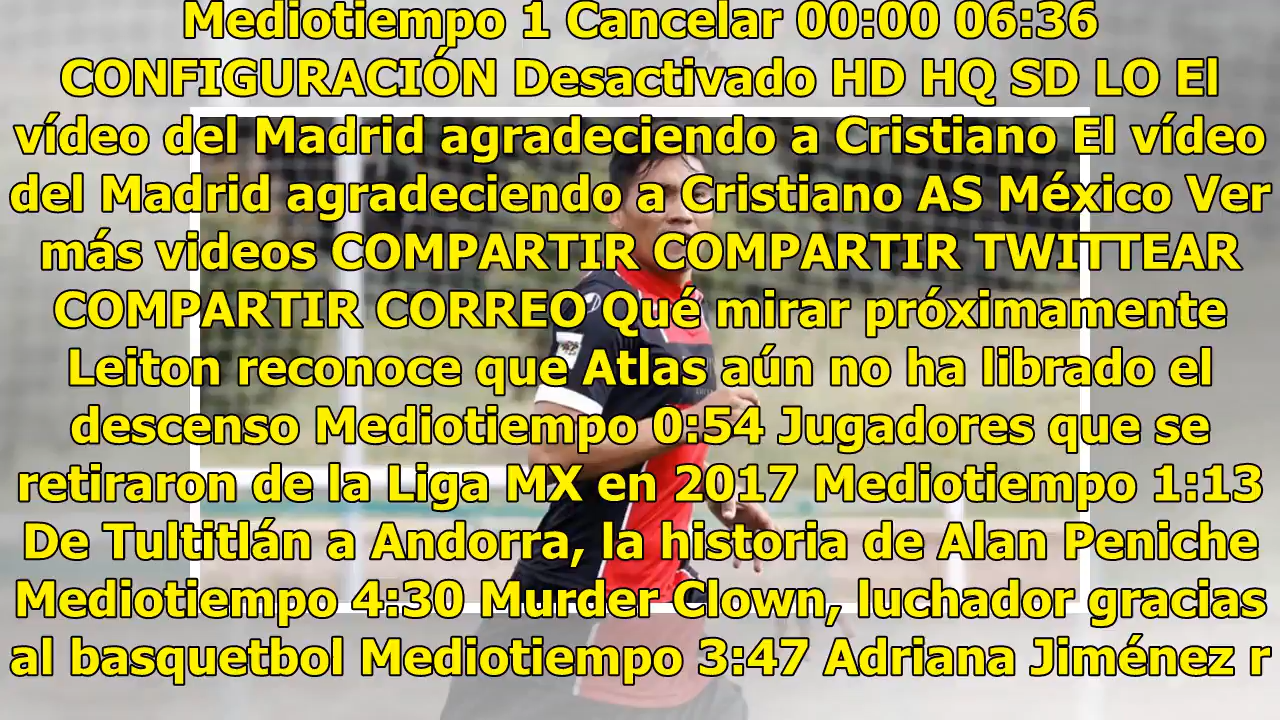 Mediotiempo 1 Cancelar 00:00 06:36
CONFIGURACIÓN Desactivado HD HQ SD LO El
vídeo del Madrid agradeciendo a Cristiano El vídeo
del Madrid agradeciendo a Cristiano AS México Ver
más videos COMPARTIR COMPARTIR TWITTEAR
COMPARTIR CORREO Qué mirar próximamente
Leiton reconoce que Atlas aún no ha librado el
descenso Mediotiempo 0:54 Jugadores que se
retiraron de la Liga MX en 2017 Mediotiempo 1:13
De Tultitlán a Andorra, la historia de Alan Peniche
Mediotiempo 4:30 Murder Clown, luchador gracias
al basquetbol Mediotiempo 3:47 Adriana Jiménez r